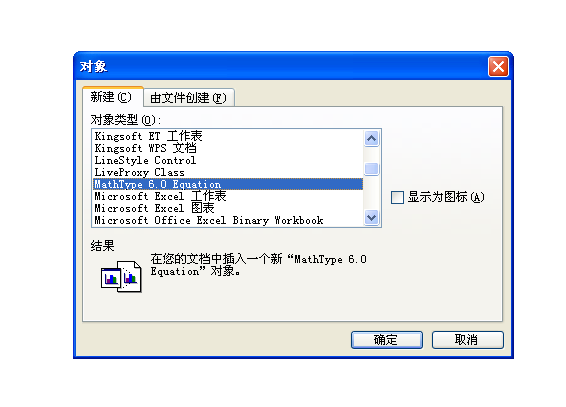 对象
新建(C)
由文件创建(F)
对象类型(O):
Kingsoft ET 工作表
Kingsoft WPS 文档
LineStyle Control
LiveProxy Class
MathType 6.0 Equation
Microsoft Excel 工作表
Microsoft Excel 图表
Microsoft Office Excel Binary Workbook
显示为图标(A)
结果
在您的文档中插入一个新“MathType 6.0
Equation”对象。
确定
取消